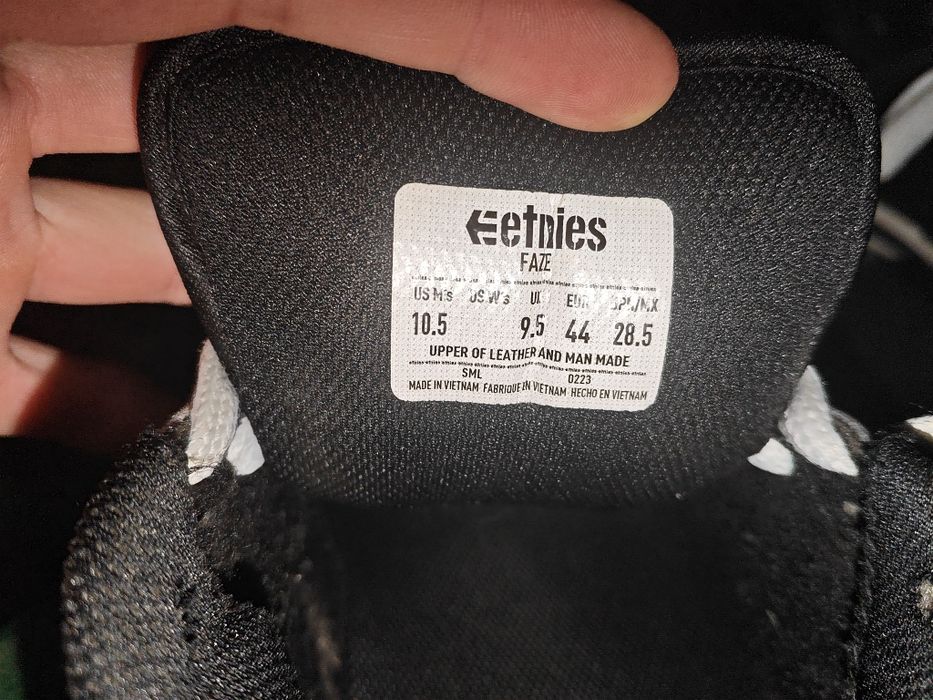 etnies
FAZE
US M's US W's UK EUR JPN/MX
10.5 9.5 44 28.5
UPPER OF LEATHER AND MAN MADE
SML 0223
MADE IN VIETNAM FABRIQUE EN VIETNAM HECHO EN VIETNAM